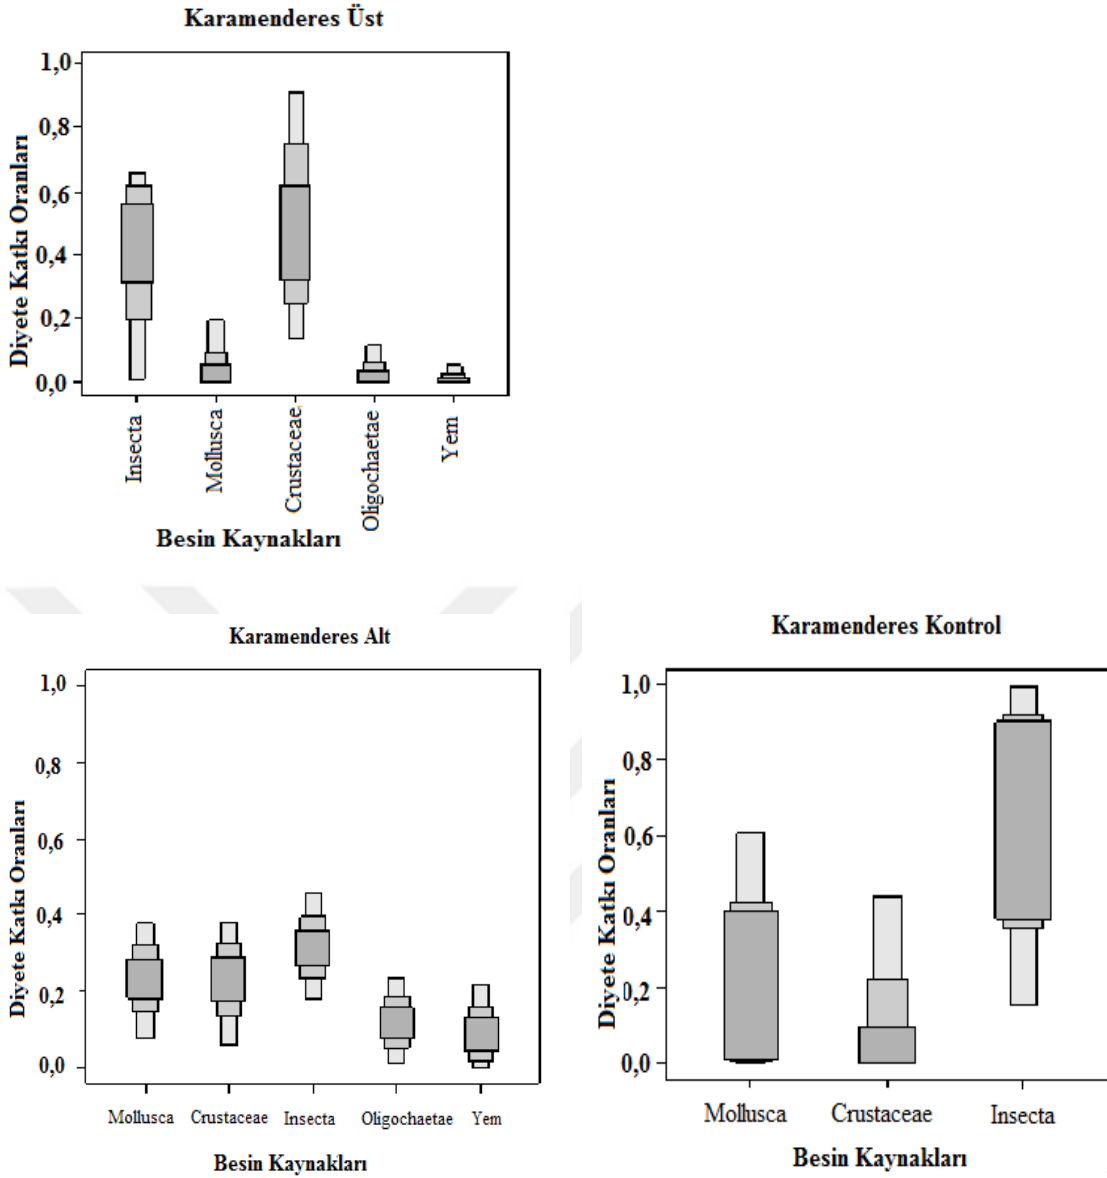 Karamenderes Üst
Diyete Katkı Oranları
1,0
0,8
0,6
0,4
0,2
0,0
Insecta
Mollusca
Crustaceae
Oligochaetae
Yem
Besin Kaynakları
Karamenderes Alt
Diyete Katkı Oranları
1,0
0,8
0,6
0,4
0,2
0,0
Mollusca
Crustaceae
Insecta
Oligochaetae
Yem
Besin Kaynakları
Karamenderes Kontrol
Diyete Katkı Oranları
1,0
0,8
0,6
0,4
0,2
0,0
Mollusca
Crustaceae
Insecta
Besin Kaynakları